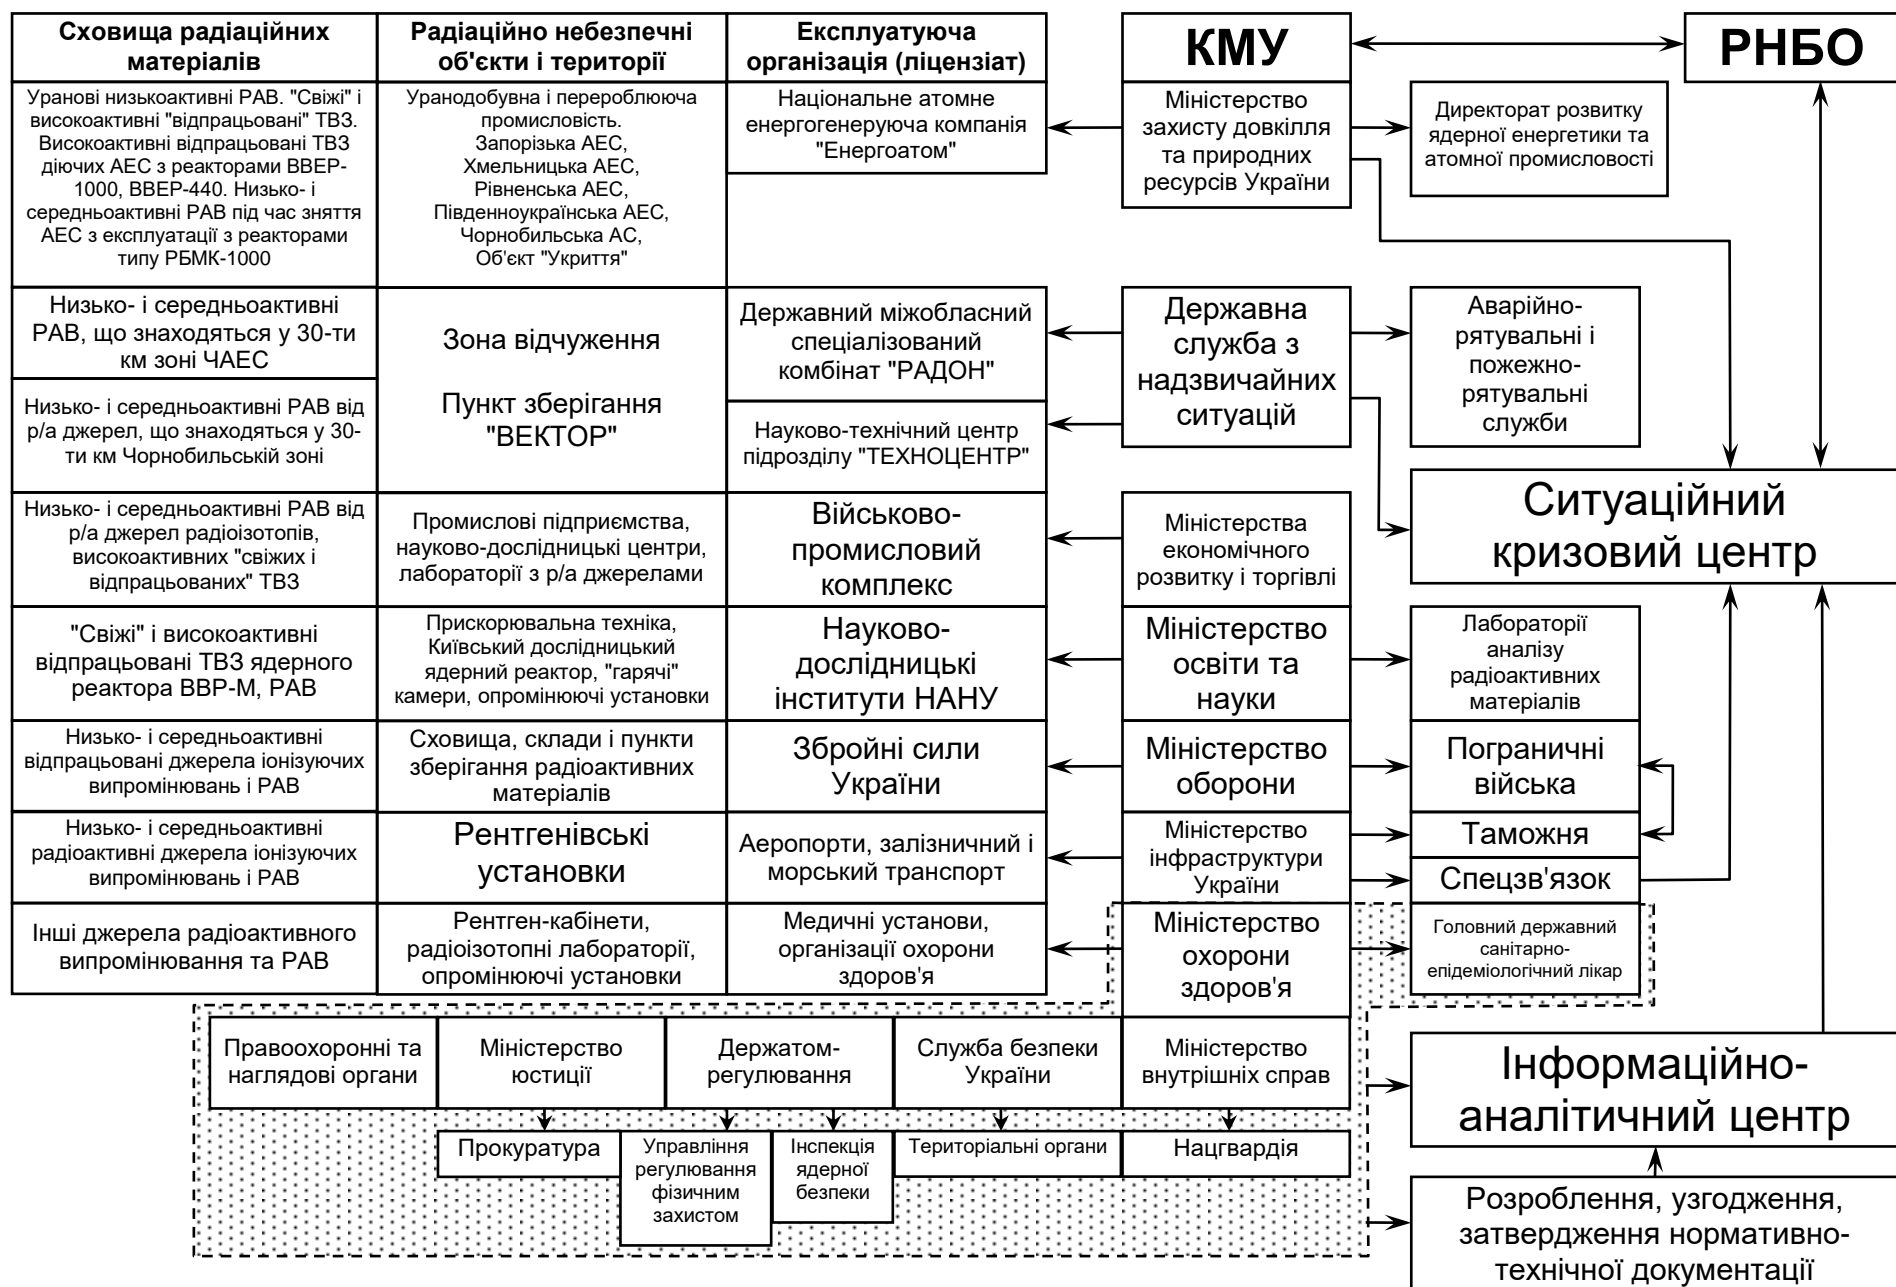 Сховища радіаційних
матеріалів
Радіаційно небезпечні
об'єкти і території
Експлуатуюча
організація (ліцензіат)
КМУ
РНБО
Уранові низькоактивні РАВ. "Свіжі" і
високоактивні "відпрацьовані" ТВЗ.
Високоактивні відпрацьовані ТВЗ
діючих АЕС з реакторами ВВЕР-
1000, ВВЕР-440. Низько- і
середньоактивні РАВ під час зняття
АЕС з експлуатації з реакторами
типу РБМК-1000
Уранодобувна і перероблююча
промисловість.
Запорізька АЕС,
Хмельницька АЕС,
Рівненська АЕС,
Південноукраїнська АЕС,
Чорнобильська АС,
Об'єкт "Укриття"
Національне атомне
енергогенеруюча компанія
"Енергоатом"
Міністерство
захисту довкілля
та природних
ресурсів України
Директорат розвитку
ядерної енергетики та
атомної промисловості
Низько- і середньоактивні
РАВ, що знаходяться у 30-ти
км зоні ЧАЕС
Низько- і середньоактивні РАВ від
р/а джерел, що знаходяться у 30-
ти км Чорнобильській зоні
Зона відчуження
Пункт зберігання
"ВЕКТОР"
Державний міжобласний
спеціалізований
комбінат "РАДОН"
Науково-технічний центр
підрозділу "ТЕХНОЦЕНТР"
Державна
служба з
надзвичайних
ситуацій
Аварійно-
рятувальні і
пожежно-
рятувальні
служби
Ситуаційний
кризовий центр
Низько- і середньоактивні РАВ від
р/а джерел радіоізотопів,
високоактивних "свіжих і
відпрацьованих" ТВЗ
Промислові підприємства,
науково-дослідницькі центри,
лабораторії з р/а джерелами
Військово-
промисловий
комплекс
Міністерства
економічного
розвитку і торгівлі
"Свіжі" і високоактивні
відпрацьовані ТВЗ ядерного
реактора ВВР-М, РАВ
Прискорювальна техніка,
Київський дослідницький
ядерний реактор, "гарячі"
камери, опромінюючі установки
Науково-
дослідницькі
інститути НАНУ
Міністерство
освіти та
науки
Лабораторії
аналізу
радіоактивних
матеріалів
Низько- і середньоактивні
відпрацьовані джерела іонізуючих
випромінювань і РАВ
Сховища, склади і пункти
зберігання радіоактивних
матеріалів
Збройні сили
України
Міністерство
оборони
Пограничні
війська
Низько- і середньоактивні
радіоактивні джерела іонізуючих
випромінювань і РАВ
Рентгенівські
установки
Аеропорти, залізничний і
морський транспорт
Міністерство
інфраструктури
України
Таможня
Спецзв'язок
Інші джерела радіоактивного
випромінювання та РАВ
Рентген-кабінети,
радіоізотопні лабораторії,
опромінюючі установки
Медичні установи,
організації охорони
здоров'я
Міністерство
охорони
здоров'я
Головний державний
санітарно-
епідеміологічний лікар
Правоохоронні та
наглядові органи
Міністерство
юстиції
Держатом-
регулювання
Служба безпеки
України
Міністерство
внутрішніх справ
Інформаційно-
аналітичний центр
Прокуратура
Управління
регулювання
фізичним
захистом
Інспекція
ядерної
безпеки
Територіальні органи
Нацгвардія
Розроблення, узгодження,
затвердження нормативно-
технічної документації